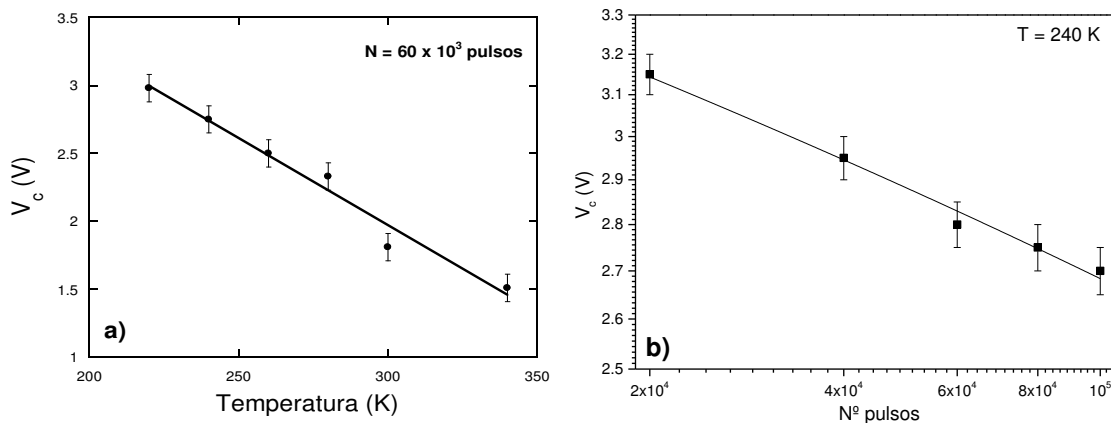 N = 60 x 10³ pulsos
V_c (V)
3.5
3
2.5
2
1.5
1
a)
200
250
300
350
Temperatura (K)
T = 240 K
V_c (V)
3.3
3.2
3.1
3
2.9
2.8
2.7
2.6
2.5
b)
2x10⁴
4x10⁴
6x10⁴
8x10⁴
10⁵
Nº pulsos